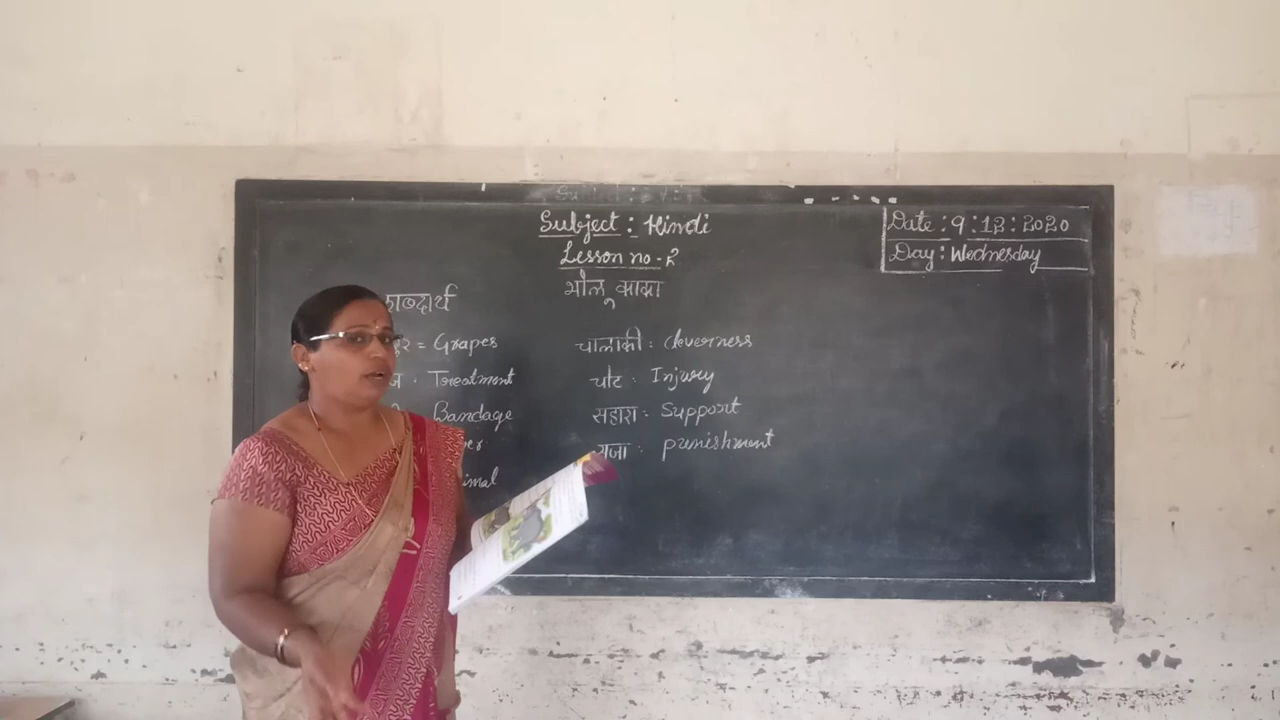 Subject : Hindi
Lesson no - 2
भोलू मामा
Date : 9 : 12 : 2020
Day : Wednesday
शब्दार्थ
= Grapes
: Treatment
Bandage
चालाकी : cleverness
चोट : Injury
सहारा : Support
सजा : punishment